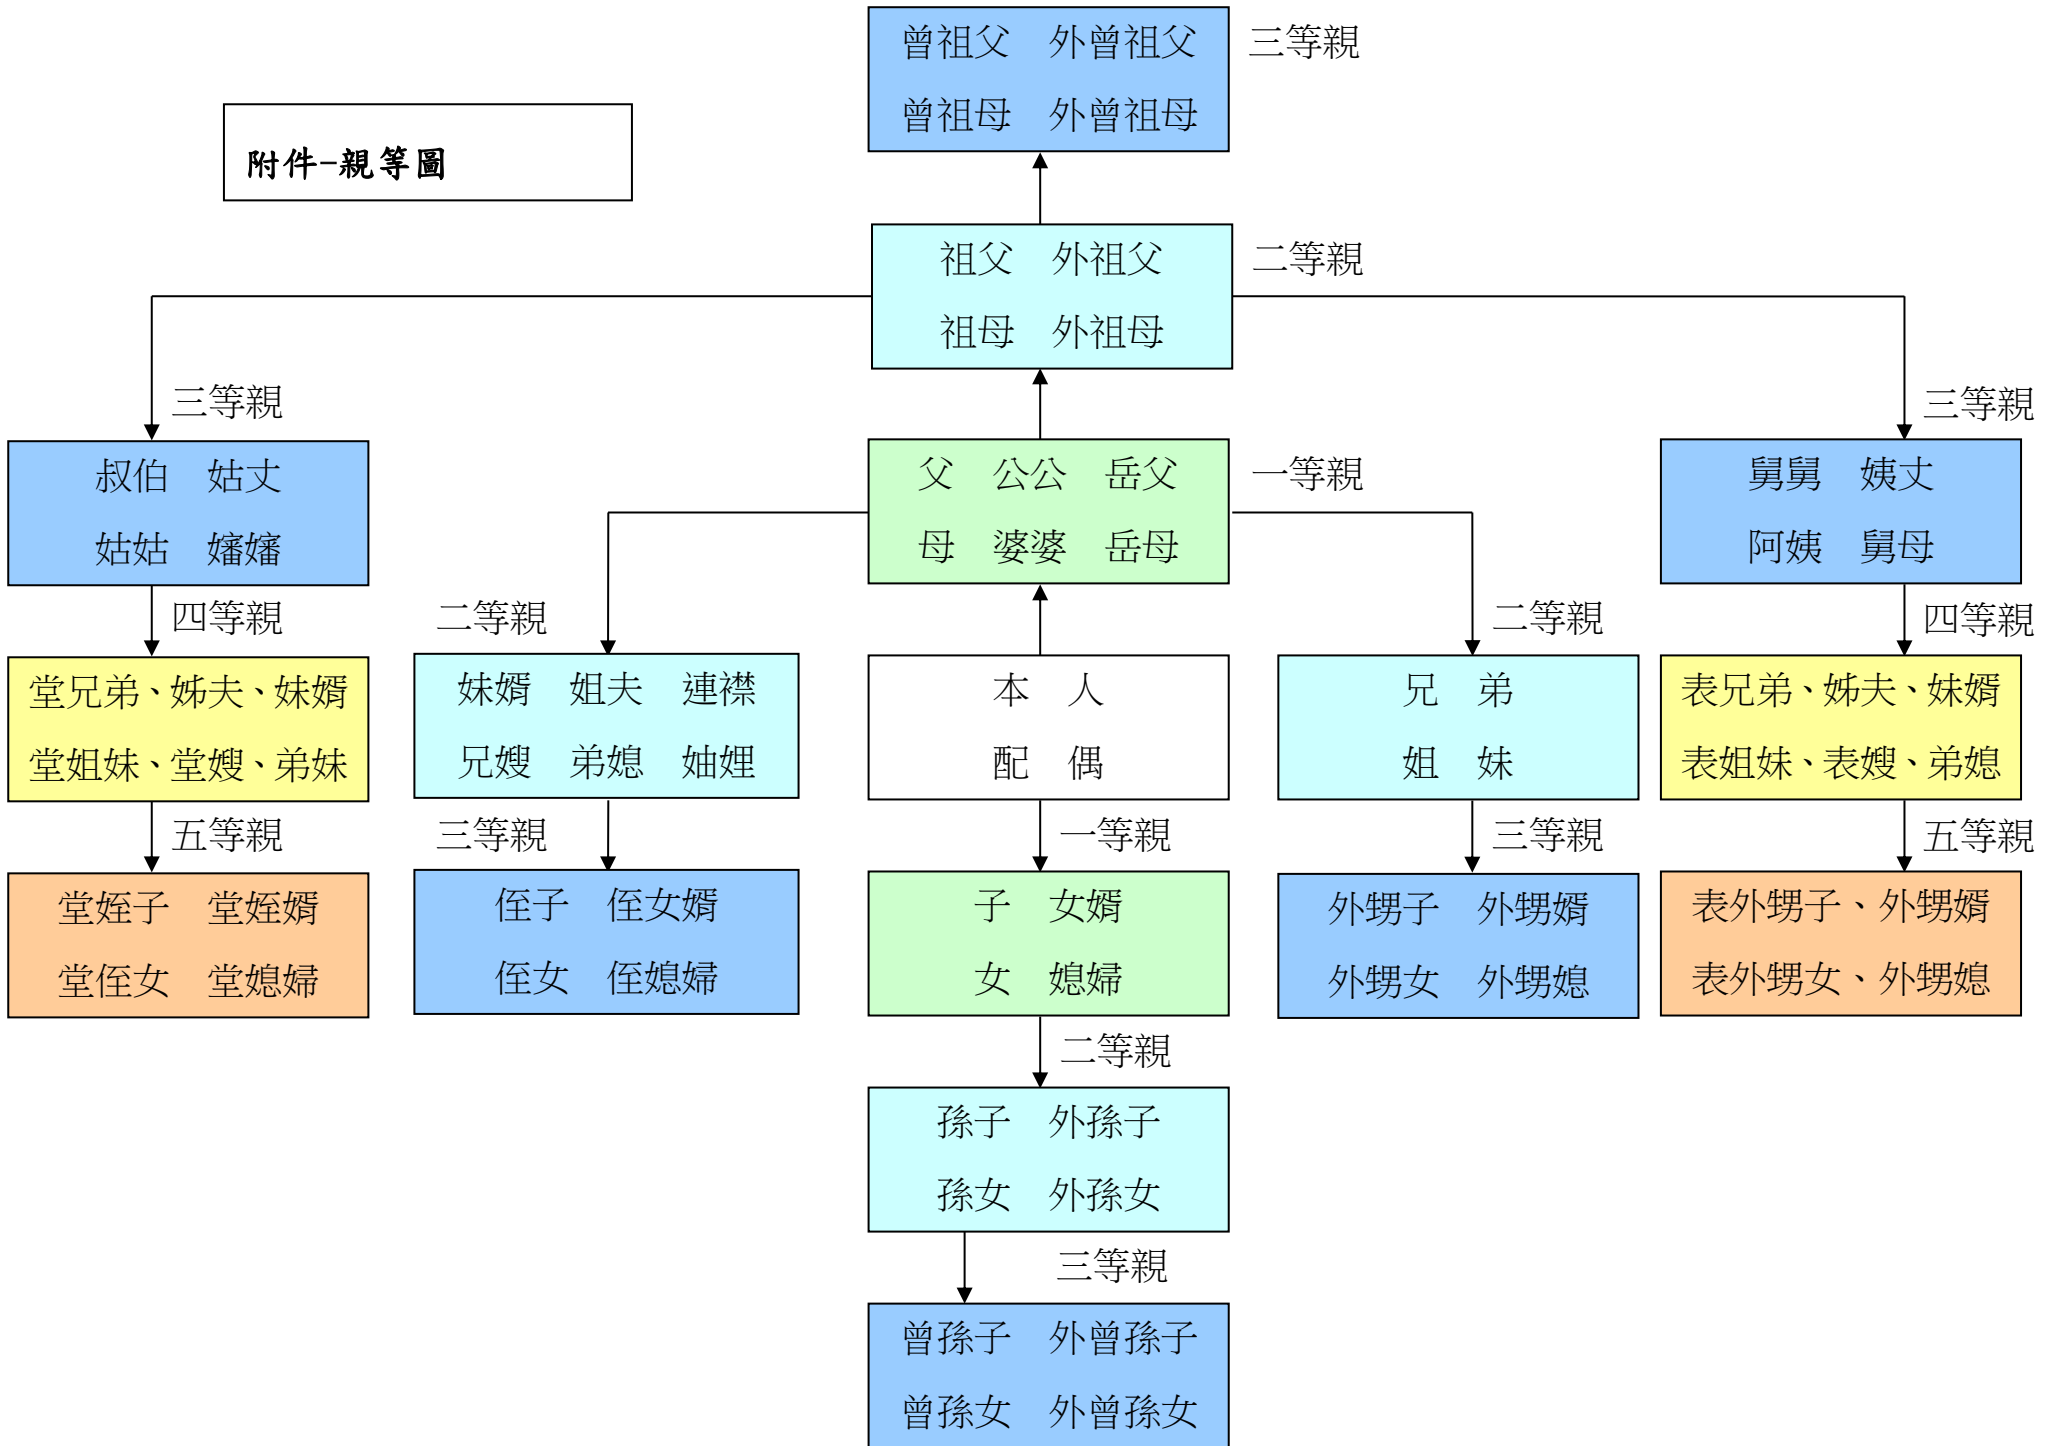 曾祖父　外曾祖父
曾祖母　外曾祖母
三等親
附件-親等圖
祖父　外祖父
祖母　外祖母
二等親
三等親
叔伯　姑丈
姑姑　嬸嬸
父　公公　岳父
母　婆婆　岳母
一等親
三等親
舅舅　姨丈
阿姨　舅母
四等親
堂兄弟、姊夫、妹婿
堂姐妹、堂嫂、弟妹
二等親
妹婿　姐夫　連襟
兄嫂　弟媳　妯娌
本　人
配　偶
二等親
兄　弟
姐　妹
四等親
表兄弟、姊夫、妹婿
表姐妹、表嫂、弟媳
五等親
堂姪子　堂姪婿
堂侄女　堂媳婦
三等親
侄子　侄女婿
侄女　侄媳婦
一等親
子　女婿
女　媳婦
三等親
外甥子　外甥婿
外甥女　外甥媳
五等親
表外甥子、外甥婿
表外甥女、外甥媳
二等親
孫子　外孫子
孫女　外孫女
三等親
曾孫子　外曾孫子
曾孫女　外曾孫女